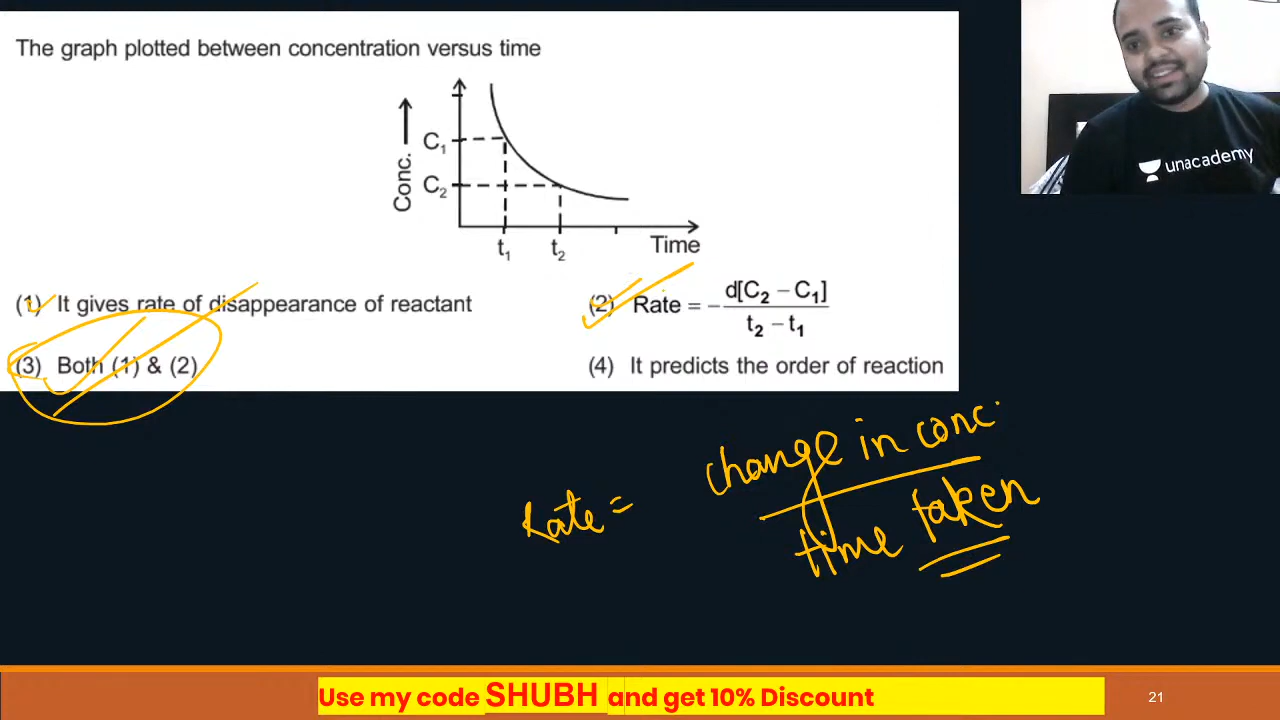 The graph plotted between concentration versus time
unacademy
Conc.
C₁
C₂
t₁ t₂ Time
(1) It gives rate of disappearance of reactant
(2) Rate = – d[C₂ – C₁] / t₂ – t₁
(3) Both (1) & (2)
(4) It predicts the order of reaction
Rate = change in conc.
time taken
Use my code SHUBH and get 10% Discount
21